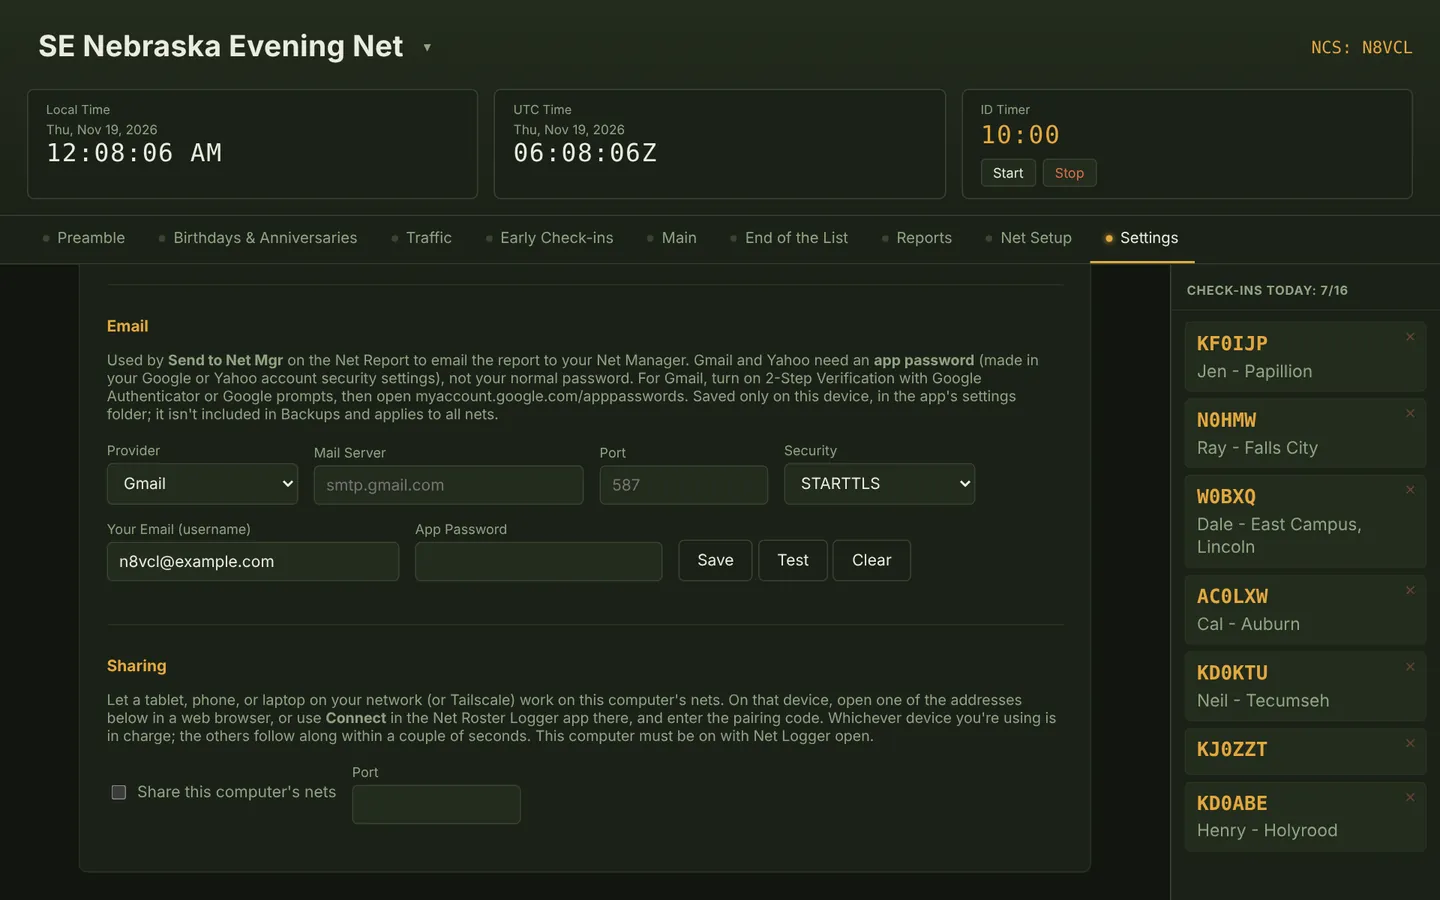 SE Nebraska Evening Net ▼
NCS: N8VCL
Local Time
Thu, Nov 19, 2026
12:08:06 AM
UTC Time
Thu, Nov 19, 2026
06:08:06Z
ID Timer
10:00
Start Stop
Preamble Birthdays & Anniversaries Traffic Early Check-ins Main End of the List Reports Net Setup Settings
Email
Used by Send to Net Mgr on the Net Report to email the report to your Net Manager. Gmail and Yahoo need an app password (made in
your Google or Yahoo account security settings), not your normal password. For Gmail, turn on 2-Step Verification with Google
Authenticator or Google prompts, then open myaccount.google.com/apppasswords. Saved only on this device, in the app's settings
folder; it isn't included in Backups and applies to all nets.
Provider Mail Server Port Security
Gmail smtp.gmail.com 587 STARTTLS
Your Email (username) App Password
n8vcl@example.com Save Test Clear
Sharing
Let a tablet, phone, or laptop on your network (or Tailscale) work on this computer's nets. On that device, open one of the addresses
below in a web browser, or use Connect in the Net Roster Logger app there, and enter the pairing code. Whichever device you're using is
in charge; the others follow along within a couple of seconds. This computer must be on with Net Logger open.
Port
Share this computer's nets
CHECK-INS TODAY: 7/16
KF0IJP ×
Jen - Papillion
N0HMW ×
Ray - Falls City
W0BXQ ×
Dale - East Campus,
Lincoln
AC0LXW ×
Cal - Auburn
KD0KTU ×
Neil - Tecumseh
KJ0ZZT ×
KD0ABE ×
Henry - Holyrood